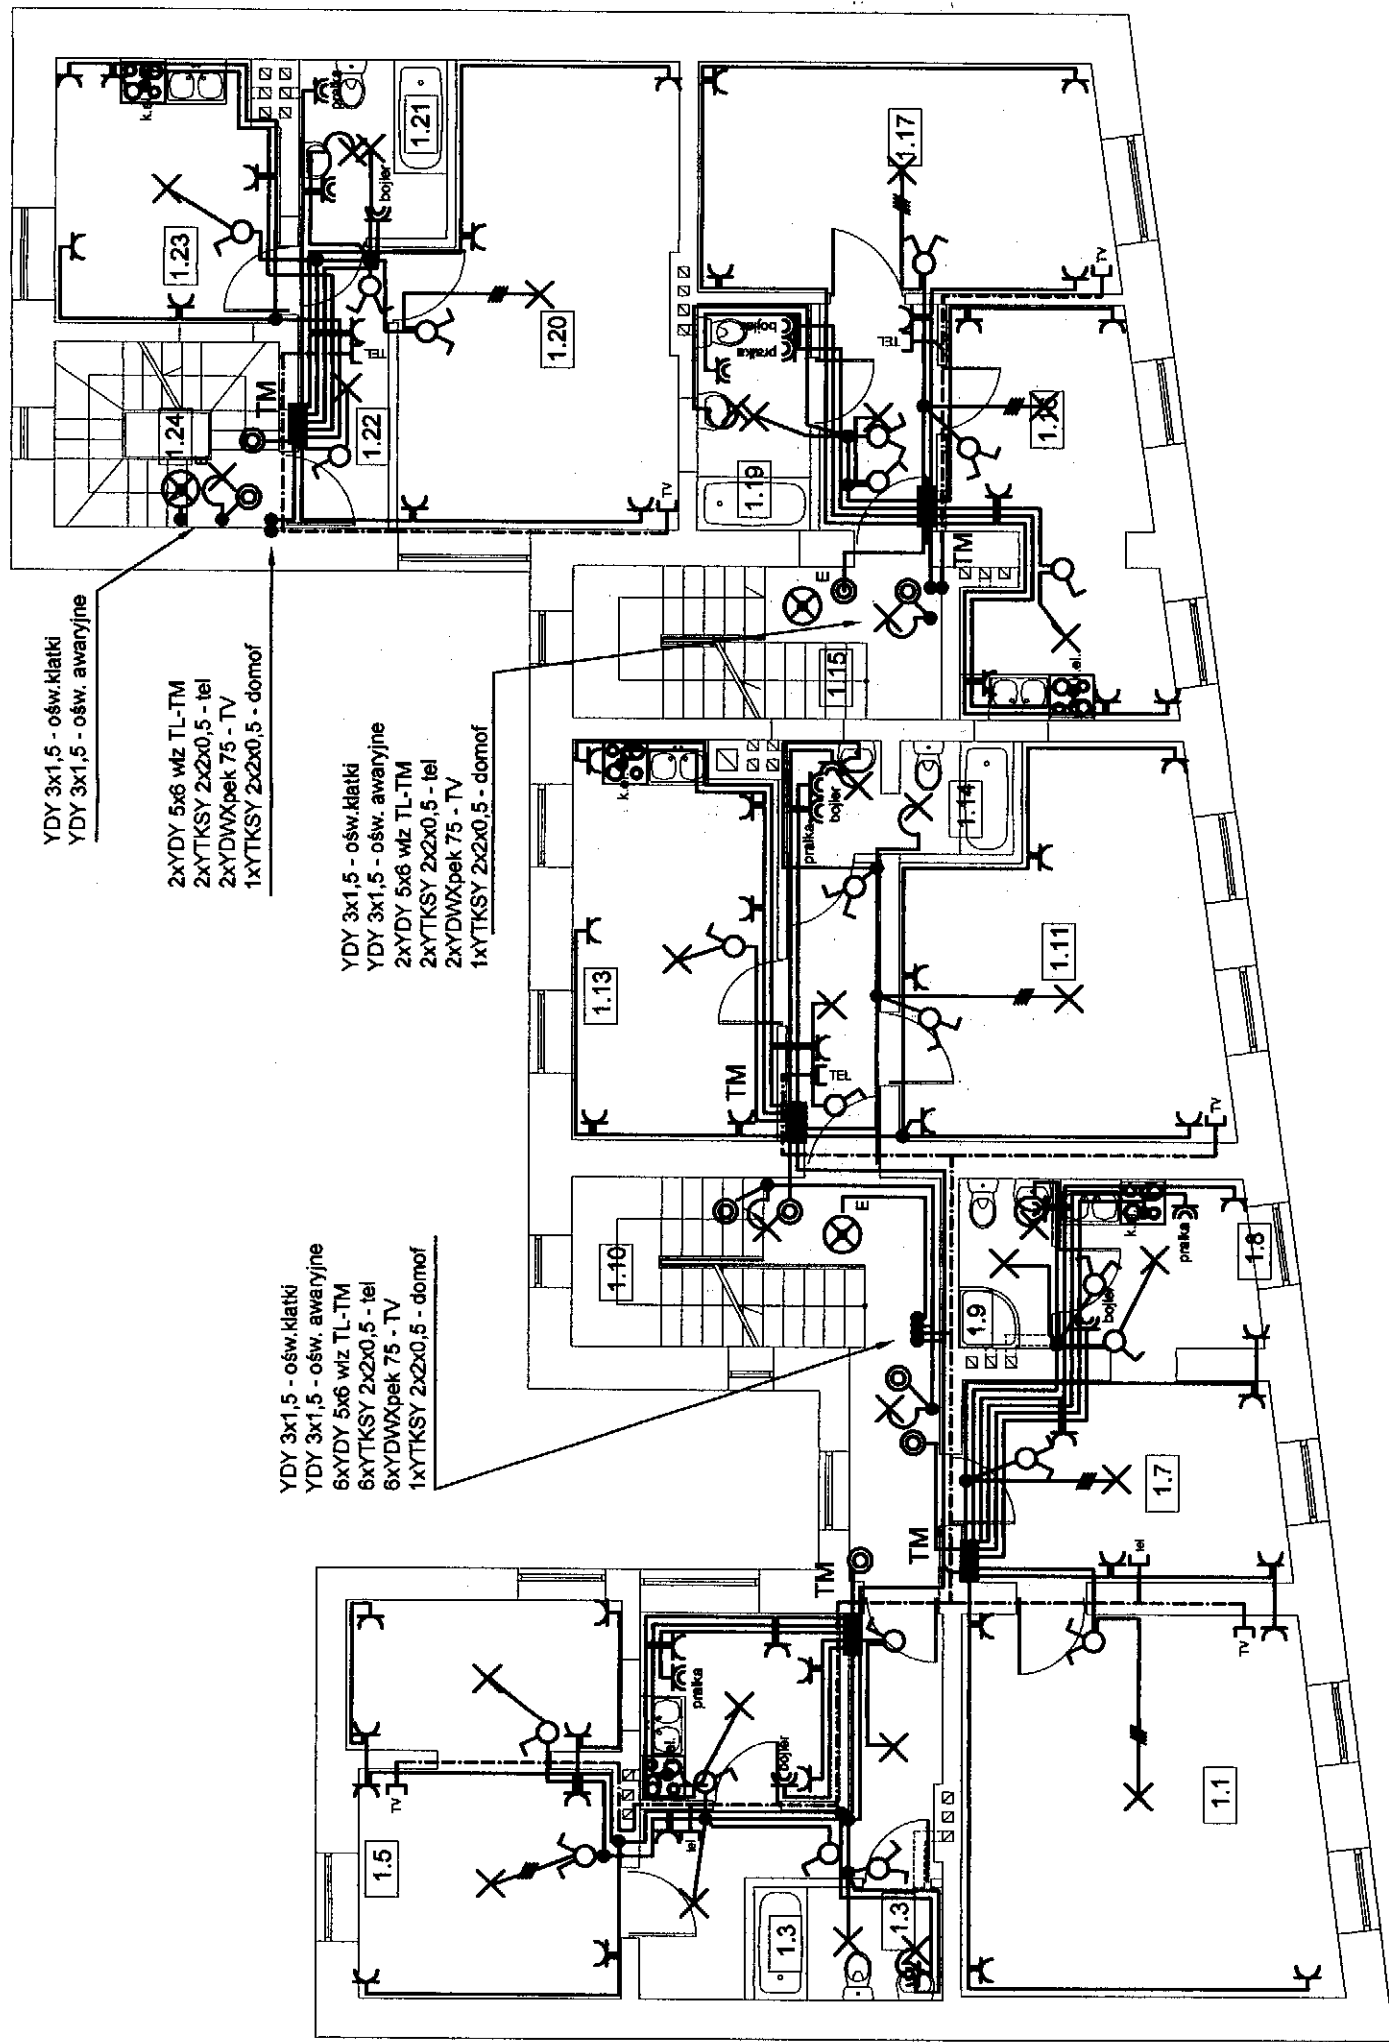 YDY 3x1,5 - ośw.klatki
YDY 3x1,5 - ośw. awaryjne
2xYDY 5x6 wlz TL-TM
2xYTKSY 2x2x0,5 - tel
2xYDWXpek 75 - TV
1xYTKSY 2x2x0,5 - domof
YDY 3x1,5 - ośw.klatki
YDY 3x1,5 - ośw. awaryjne
2xYDY 5x6 wlz TL-TM
2xYTKSY 2x2x0,5 - tel
2xYDWXpek 75 - TV
1xYTKSY 2x2x0,5 - domof
YDY 3x1,5 - ośw.klatki
YDY 3x1,5 - ośw. awaryjne
6xYDY 5x6 wlz TL-TM
6xYTKSY 2x2x0,5 - tel
6xYDWXpek 75 - TV
1xYTKSY 2x2x0,5 - domof
1.23
1.24
TM
1.22
TEL
pralka
bojler
1.21
1.20
TV
1.19
pralka
bojler
1.17
TEL
TV
E
TM
1.15
1.13
k.el.
TM
TEL
pralka
bojler
1.14
1.11
TV
1.10
E
1.9
bojler
pralka
1.8
1.7
TM
tel
TM
TV
1.5
TV
pralka
bojler
tel
1.3
1.3
1.1